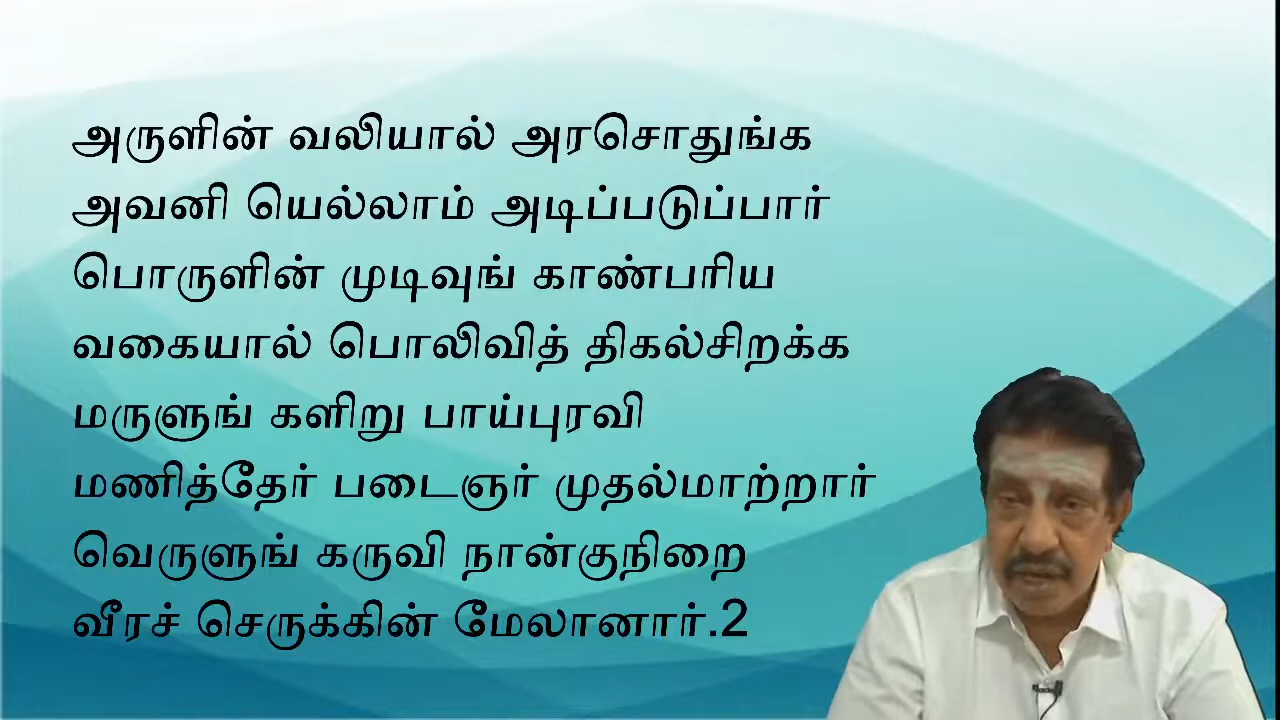 அருளின் வலியால் அரசொதுங்க
அவனி யெல்லாம் அடிப்படுப்பார்
பொருளின் முடிவுங் காண்பரிய
வகையால் பொலிவித் திகல்சிறக்க
மருளுங் களிறு பாய்புரவி
மணித்தேர் படைஞர் முதல்மாற்றார்
வெருளுங் கருவி நான்குநிறை
வீரச் செருக்கின் மேலானார்.2